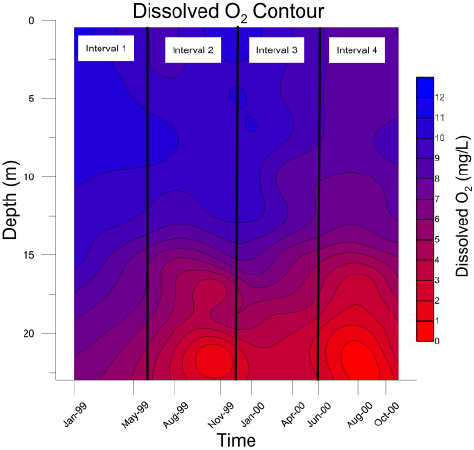 Dissolved O2 Contour
Interval 1
Interval 2
Interval 3
Interval 4
0
5
10
15
20
Depth (m)
12
11
10
9
8
7
6
5
4
3
2
1
0
Dissolved O2 (mg/L)
Jan-99
May-99
Aug-99
Nov-99
Jan-00
Apr-00
Jun-00
Aug-00
Oct-00
Time